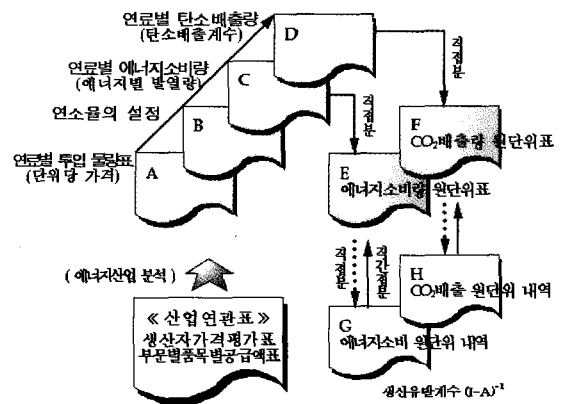 연료별 탄소배출량
(탄소배출계수)
D
연료별 에너지소비량
(에너지별 발열량)
C
연소율의 설정
B
연료별 투입 물량표
(단위당 가격)
A
직접분
직접분
F
CO₂배출량 원단위표
E
에너지소비량 원단위표
직접분
직간접분
H
CO₂배출 원단위 내역
G
에너지소비 원단위 내역
(에너지산업 분석)
≪산업연관표≫
생산자가격평가표
부문별품목별공급액표
생산유발계수 (I-A)⁻¹